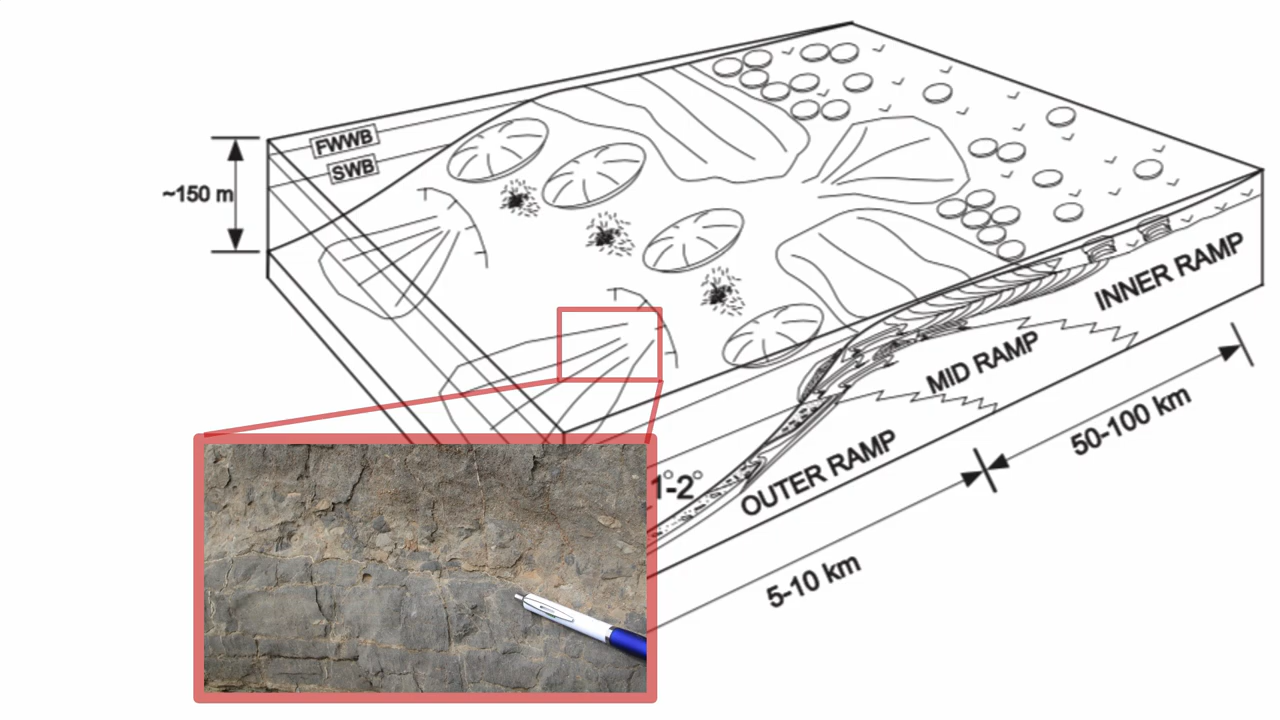 FWWB
SWB
~150 m
INNER RAMP
MID RAMP
50-100 km
OUTER RAMP
1-2°
5-10 km